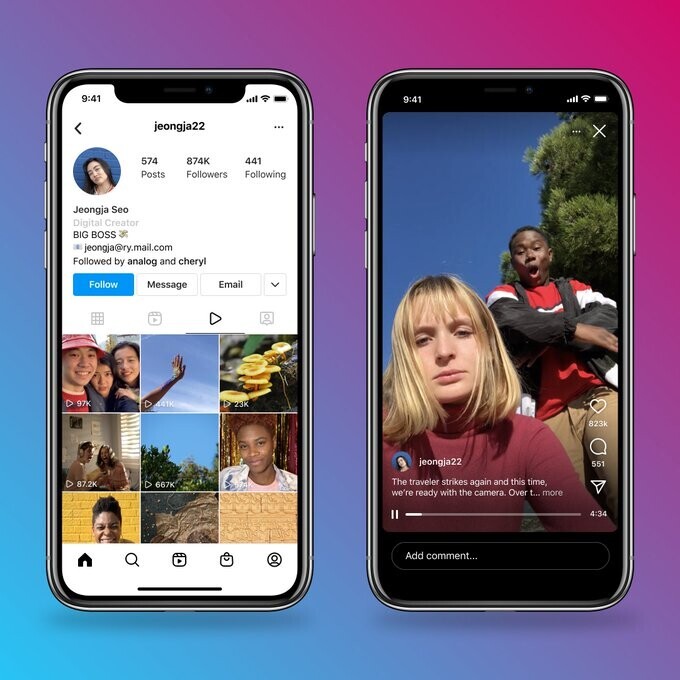 9:41
jeongja22
574
874K
441
Posts
Followers
Following
Jeongja Seo
Digital Creator
BIG BOSS 💸
📧 jeongja@ry.mail.com
Followed by analog and cheryl
Follow
Message
Email
97K
441K
23K
87.2K
667K
9:41
823k
551
jeongja22
The traveler strikes again and this time,
we're ready with the camera. Over t... more
4:34
Add comment...